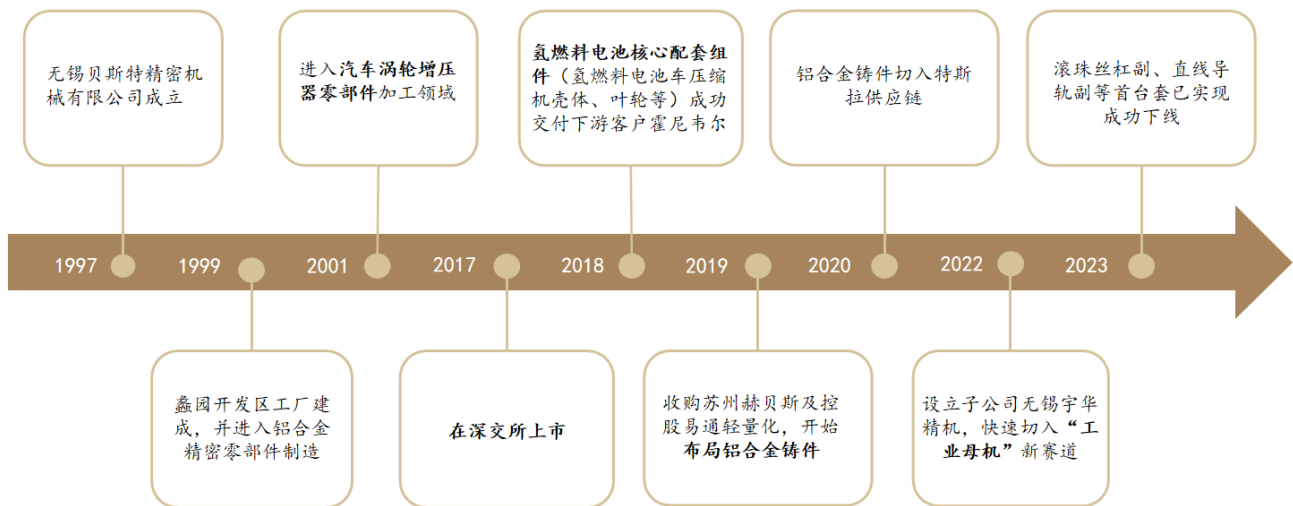 无锡贝斯特精密机
械有限公司成立
进入汽车涡轮增压
器零部件加工领域
氢燃料电池核心配套组
件（氢燃料电池车压缩
机壳体、叶轮等）成功
交付下游客户霍尼韦尔
铝合金铸件切入特斯
拉供应链
滚珠丝杠副、直线导
轨副等首台套已实现
成功下线
1997
1999
2001
2017
2018
2019
2020
2022
2023
蠡园开发区工厂建
成，并进入铝合金
精密零部件制造
在深交所上市
收购苏州赫贝斯及控
股易通轻量化，开始
布局铝合金铸件
设立子公司无锡宇华
精机，快速切入“工
业母机”新赛道